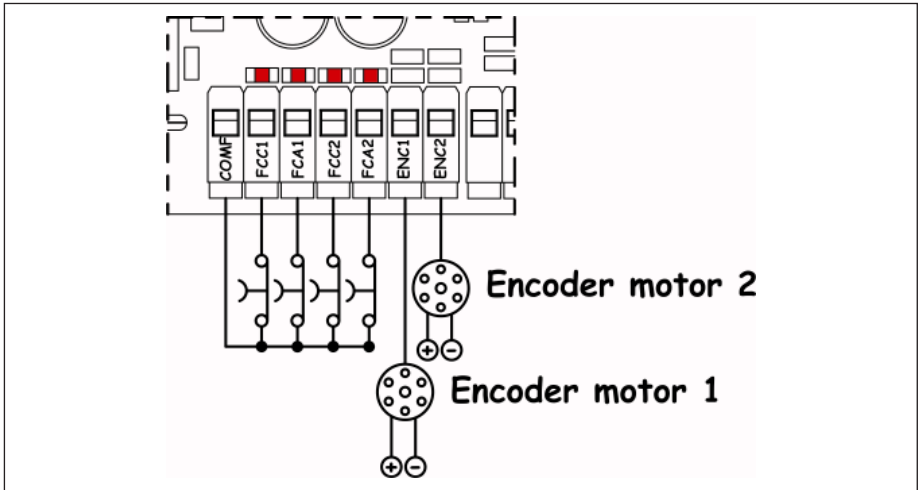 COMF FCC1 FCA1 FCC2 FCA2 ENC1 ENC2
Encoder motor 2
+ −
Encoder motor 1
+ −